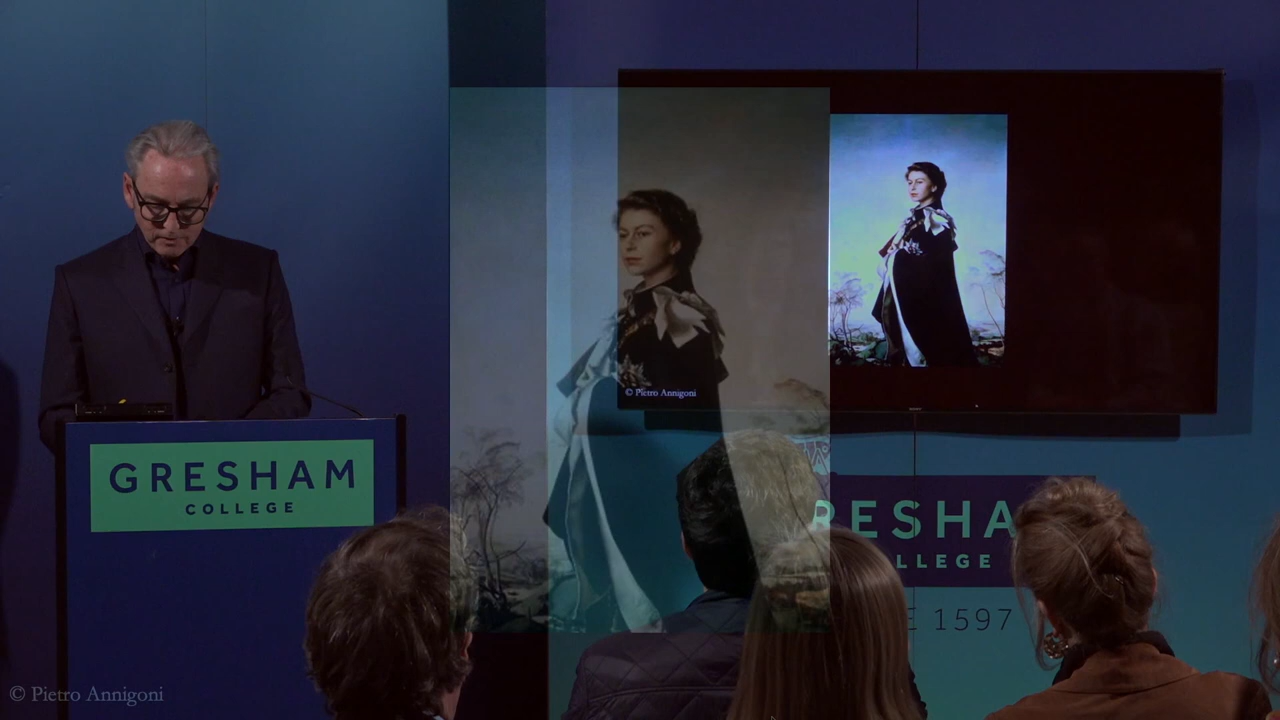 © Pietro Annigoni
GRESHAM
COLLEGE
RESHA
LLEGE
E 1597
© Pietro Annigoni